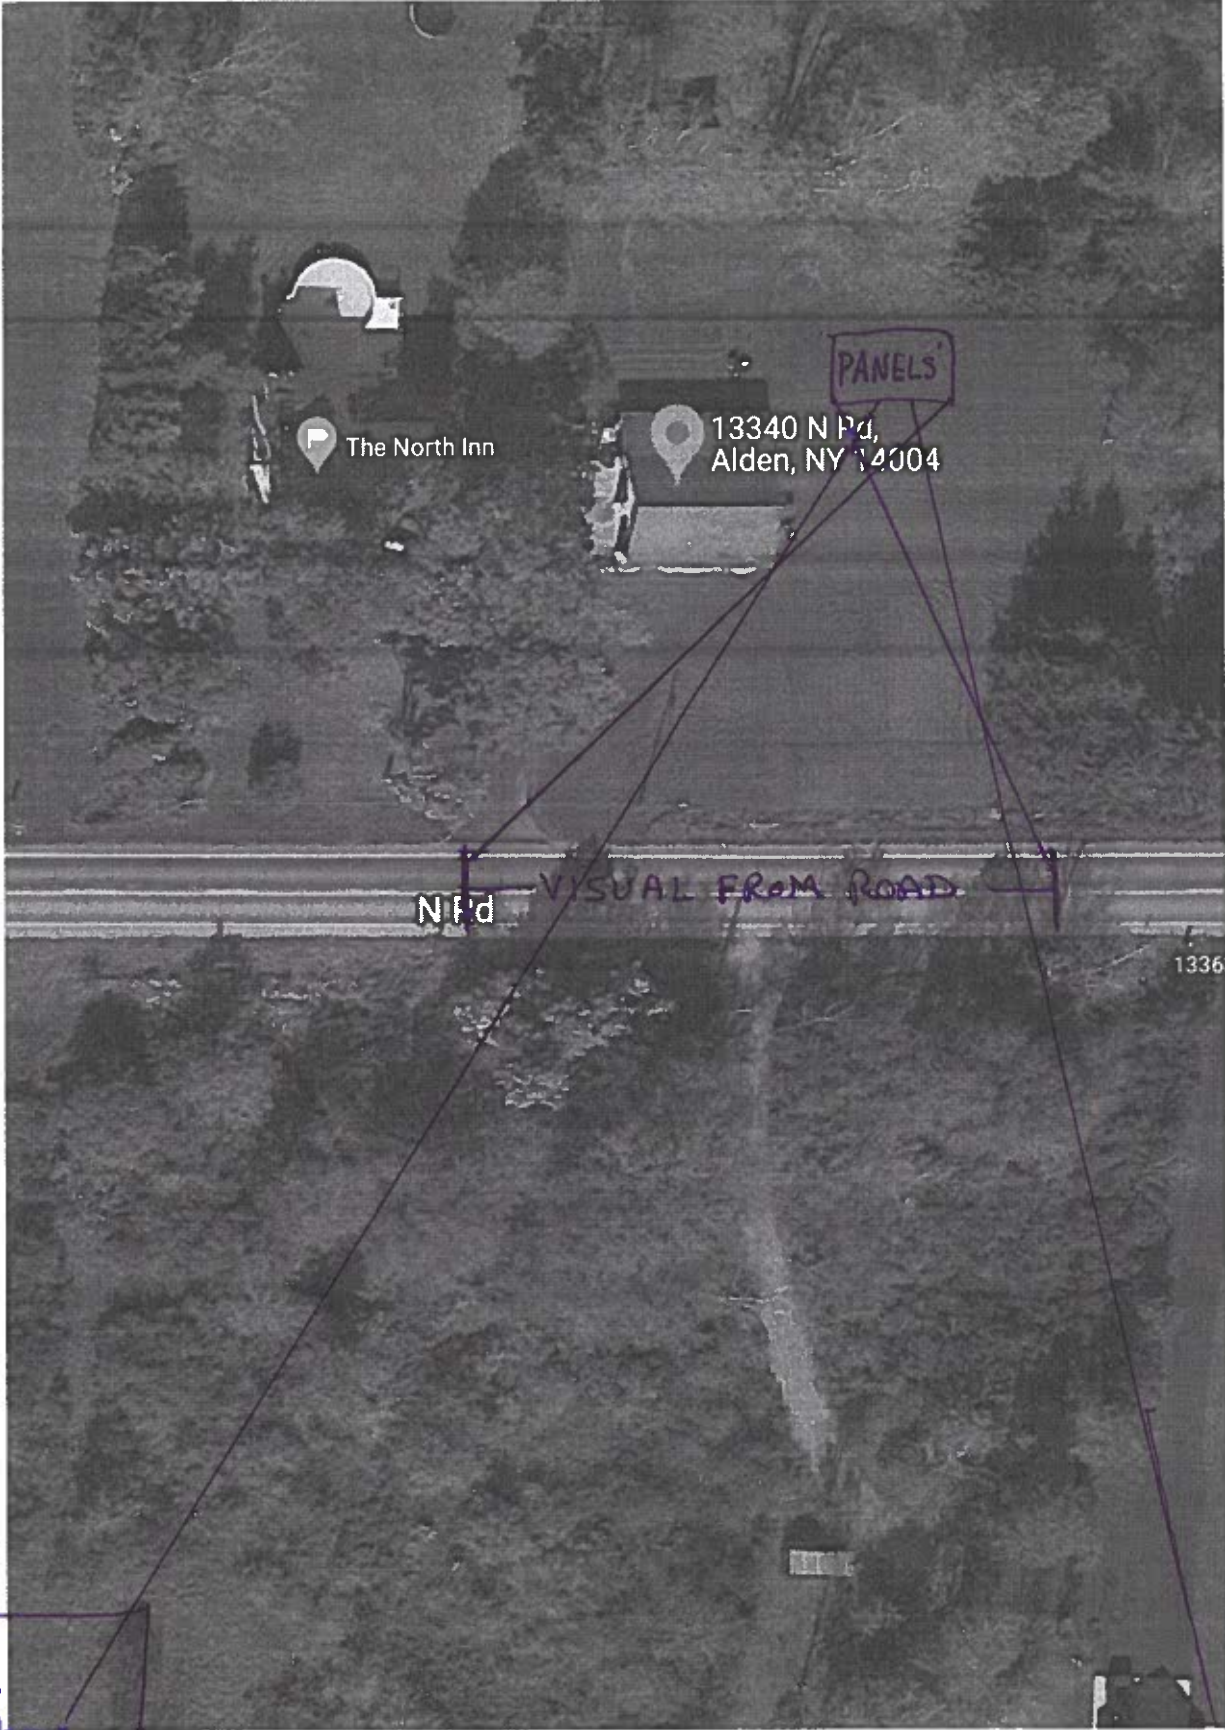 PANELS'
The North Inn
13340 N Rd,
Alden, NY 14004
VISUAL FROM ROAD
N Rd
1336